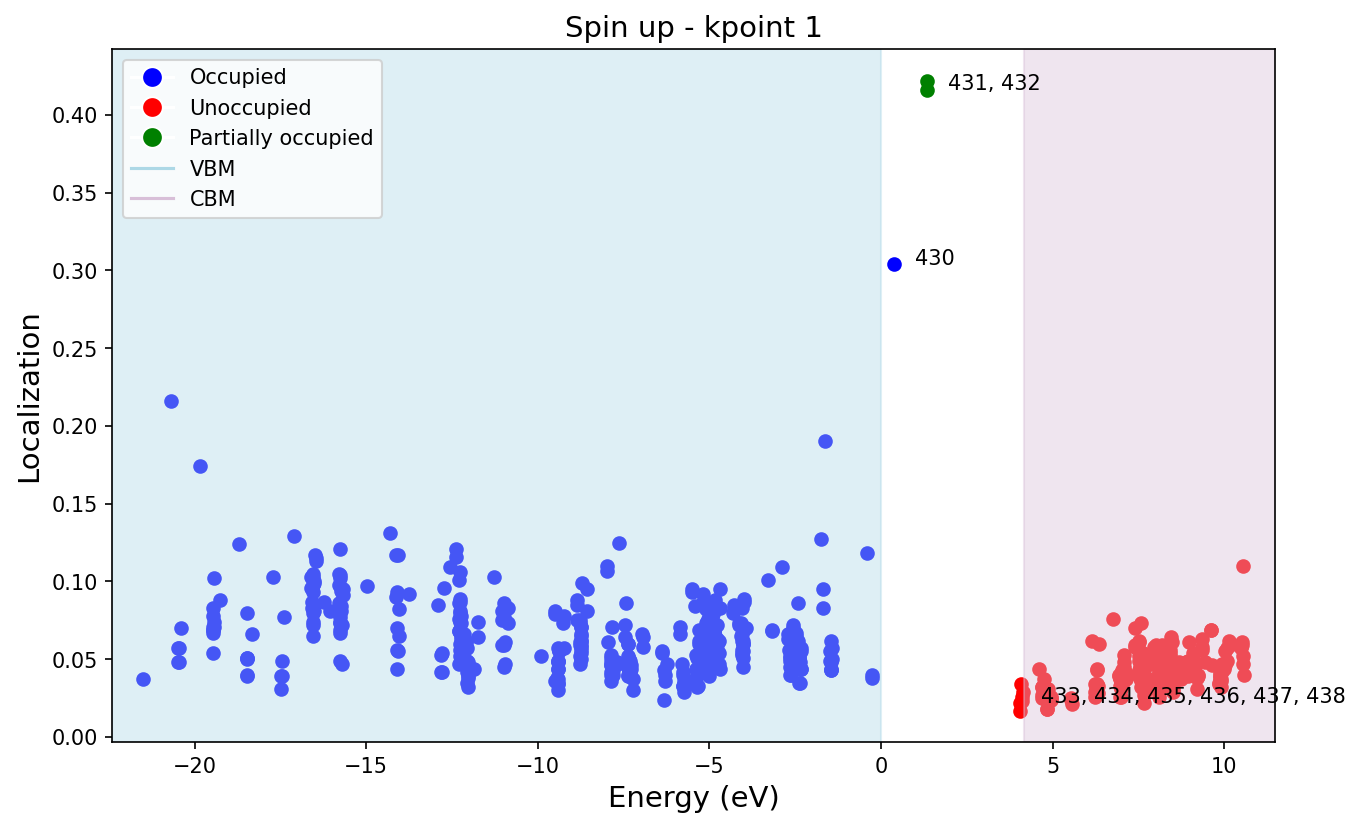 Spin up - kpoint 1
Occupied
Unoccupied
Partially occupied
VBM
CBM
431, 432
430
433, 434, 435, 436, 437, 438
Localization
0.40
0.35
0.30
0.25
0.20
0.15
0.10
0.05
0.00
−20
−15
−10
−5
0
5
10
Energy (eV)